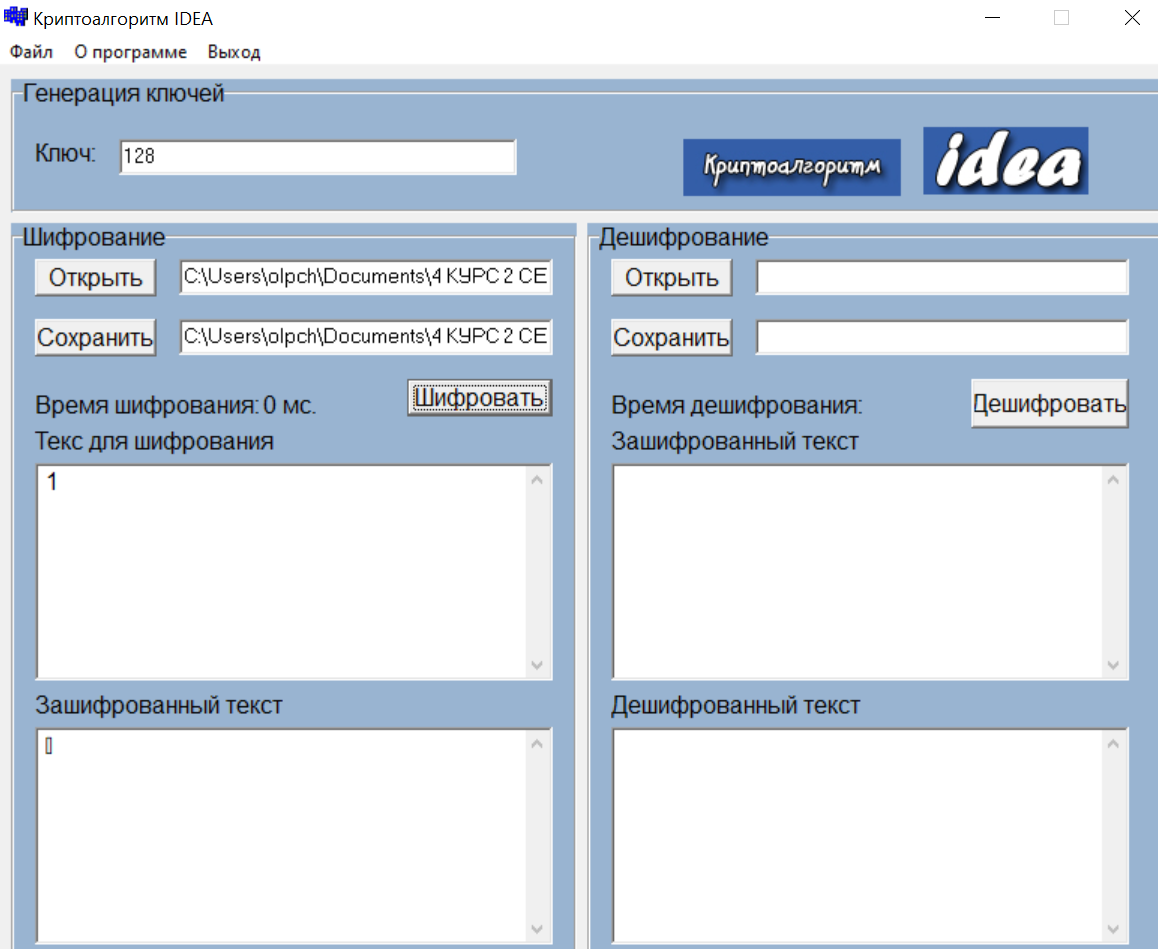 Криптоалгоритм IDEA
Файл О программе Выход
Генерация ключей
Ключ: 128
Криптоалгоритм idea
Шифрование
Открыть C:\Users\olpch\Documents\4 КУРС 2 СЕ
Сохранить C:\Users\olpch\Documents\4 КУРС 2 СЕ
Время шифрования: 0 мс. Шифровать
Текс для шифрования
1
Зашифрованный текст
▯
Дешифрование
Открыть
Сохранить
Время дешифрования: Дешифровать
Зашифрованный текст
Дешифрованный текст